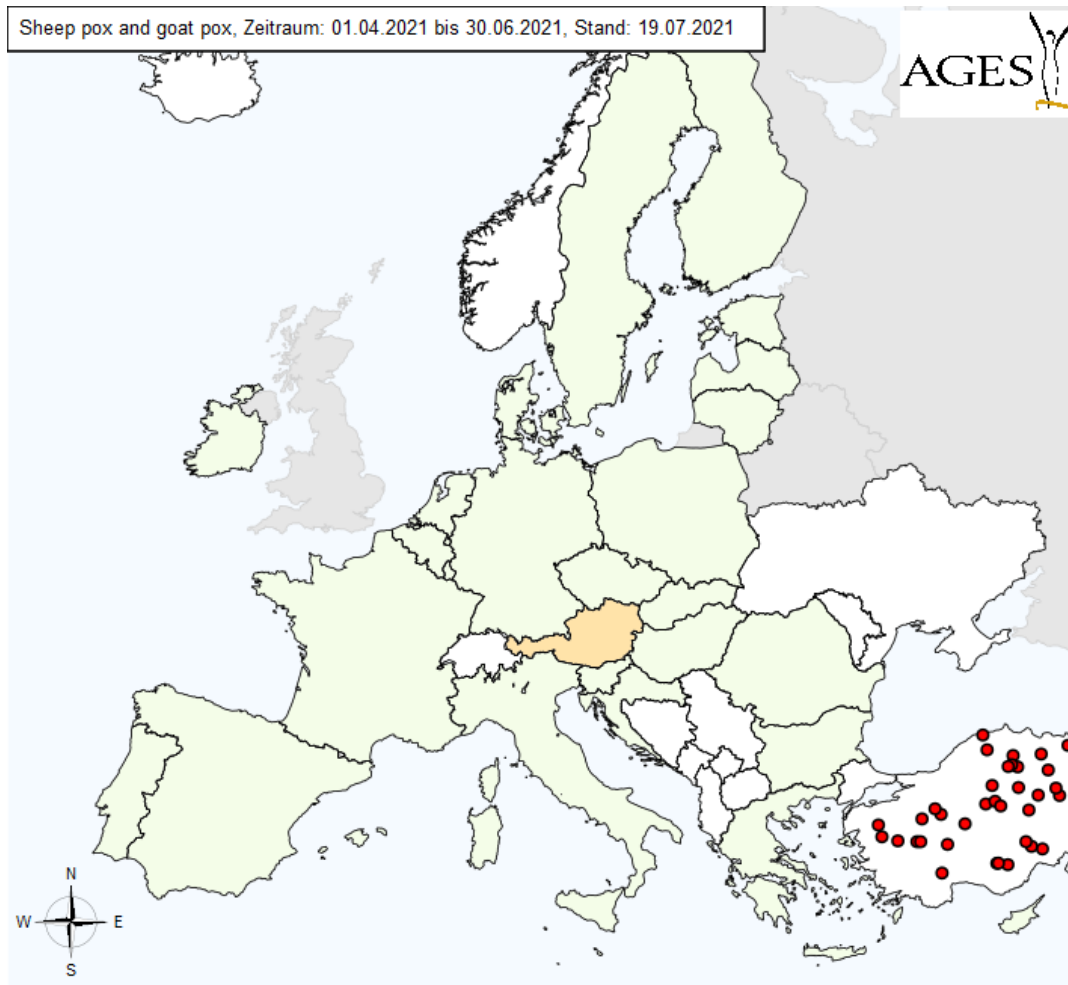 Sheep pox and goat pox, Zeitraum: 01.04.2021 bis 30.06.2021, Stand: 19.07.2021
AGES
N
W E
S